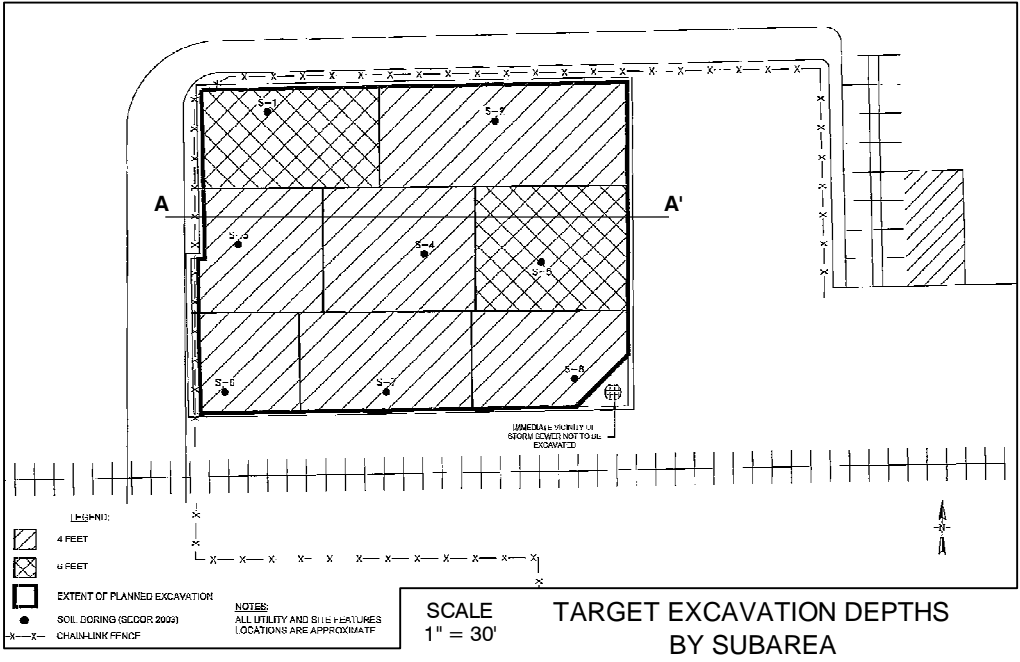 S-1
S-2
A
A'
S-3
S-4
S-5
S-6
S-7
S-8
IMMEDIATE VICINITY OF
STORM SEWER NOT TO BE
EXCAVATED
N
LEGEND:
4 FEET
6 FEET
EXTENT OF PLANNED EXCAVATION
SOIL BORING (SECOR 2003)
CHAIN-LINK FENCE
NOTES:
ALL UTILITY AND SITE FEATURES
LOCATIONS ARE APPROXIMATE
SCALE
1" = 30'
TARGET EXCAVATION DEPTHS
BY SUBAREA